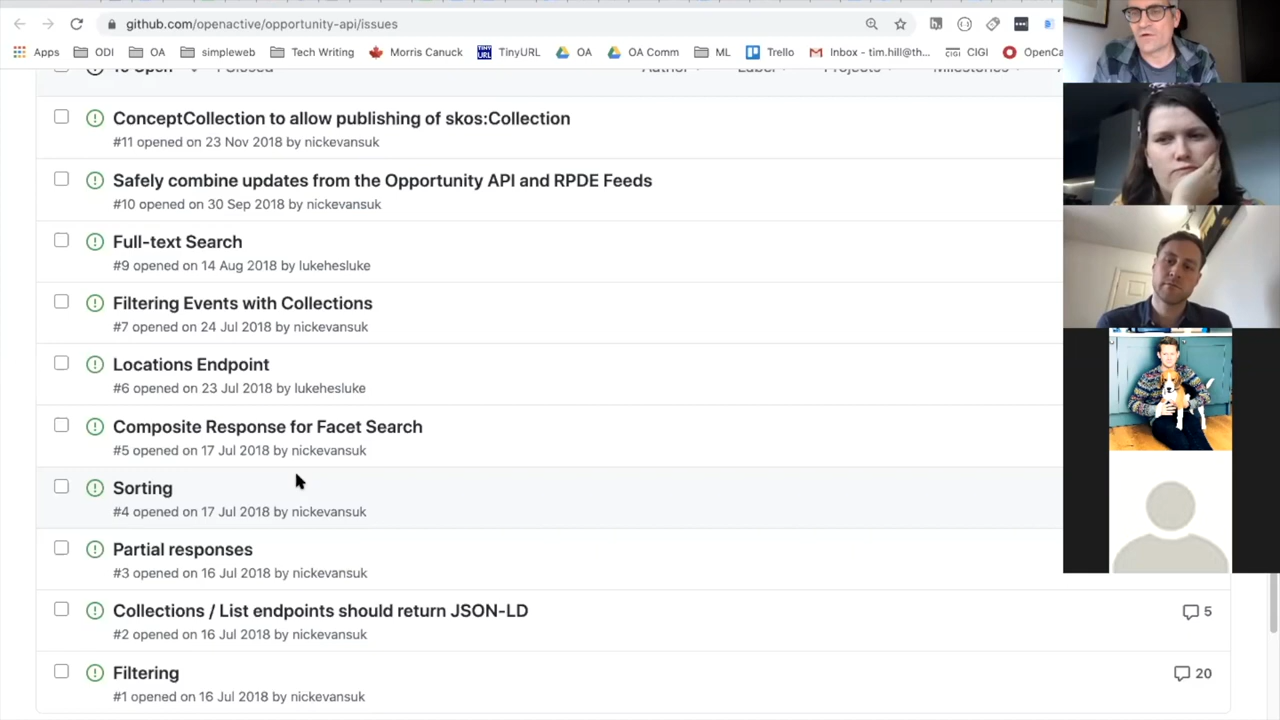 github.com/openactive/opportunity-api/issues
Apps ODI OA simpleweb Tech Writing Morris Canuck TinyURL OA OA Comm ML Trello Inbox - tim.hill@th... CIGI OpenCa
ConceptCollection to allow publishing of skos:Collection
#11 opened on 23 Nov 2018 by nickevansuk
Safely combine updates from the Opportunity API and RPDE Feeds
#10 opened on 30 Sep 2018 by nickevansuk
Full-text Search
#9 opened on 14 Aug 2018 by lukehesluke
Filtering Events with Collections
#7 opened on 24 Jul 2018 by nickevansuk
Locations Endpoint
#6 opened on 23 Jul 2018 by lukehesluke
Composite Response for Facet Search
#5 opened on 17 Jul 2018 by nickevansuk
Sorting
#4 opened on 17 Jul 2018 by nickevansuk
Partial responses
#3 opened on 16 Jul 2018 by nickevansuk
Collections / List endpoints should return JSON-LD 5
#2 opened on 16 Jul 2018 by nickevansuk
Filtering 20
#1 opened on 16 Jul 2018 by nickevansuk